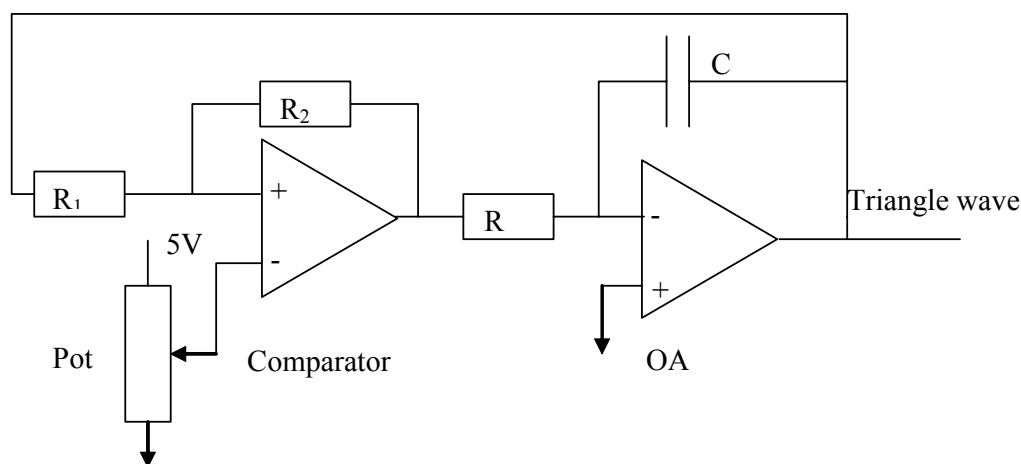 C
R₂
R₁
+
-
5V
Pot
Comparator
R
-
+
OA
Triangle wave